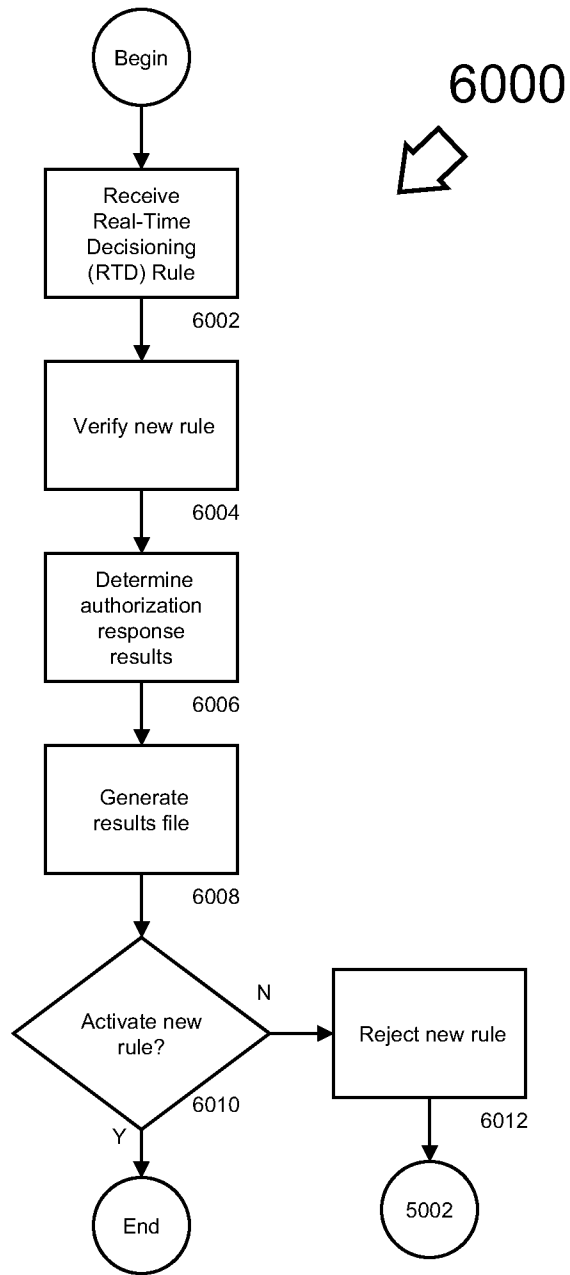 Begin
6000
Receive
Real-Time
Decisioning
(RTD) Rule
6002
Verify new rule
6004
Determine
authorization
response
results
6006
Generate
results file
6008
Activate new
rule?
N
Reject new rule
6010
6012
Y
End
5002